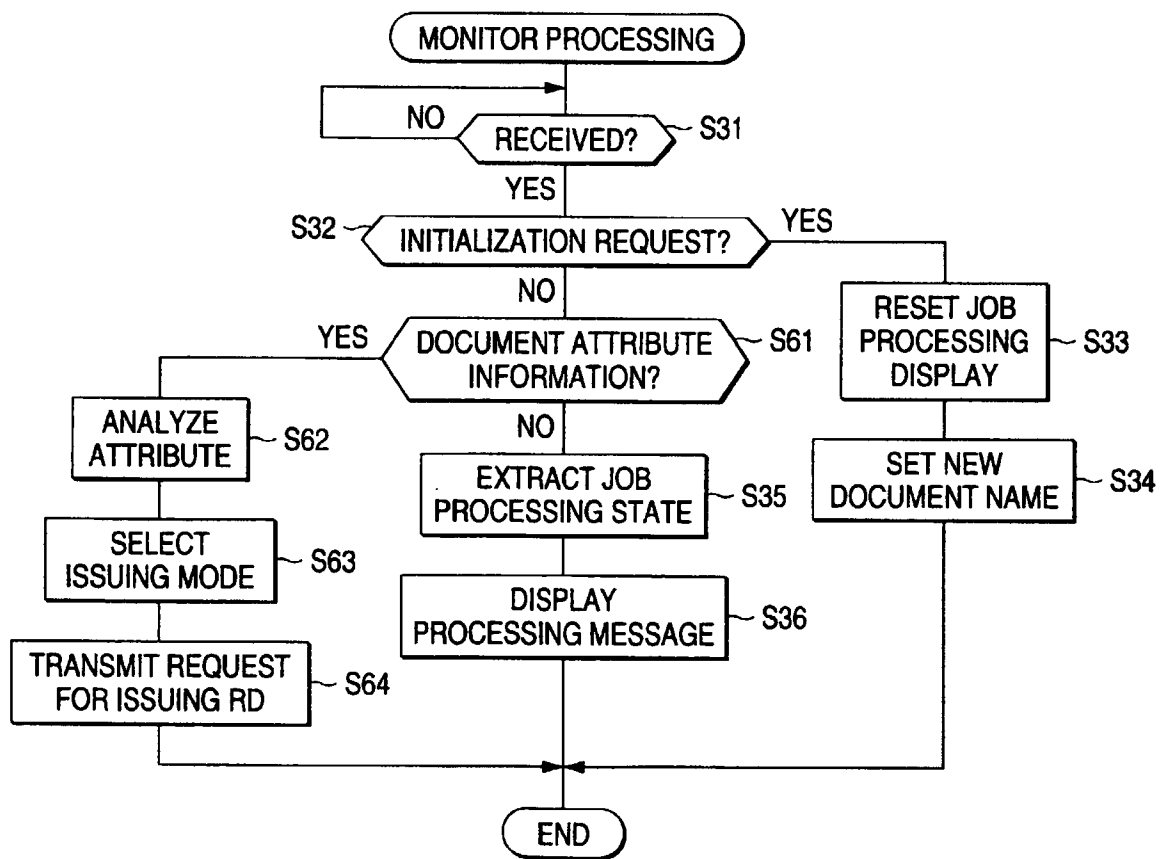 MONITOR PROCESSING
NO
RECEIVED?
S31
YES
S32
INITIALIZATION REQUEST?
YES
NO
YES
DOCUMENT ATTRIBUTE
INFORMATION?
S61
RESET JOB
PROCESSING
DISPLAY
S33
ANALYZE
ATTRIBUTE
S62
NO
EXTRACT JOB
PROCESSING STATE
S35
SET NEW
DOCUMENT NAME
S34
SELECT
ISSUING MODE
S63
DISPLAY
PROCESSING MESSAGE
S36
TRANSMIT REQUEST
FOR ISSUING RD
S64
END